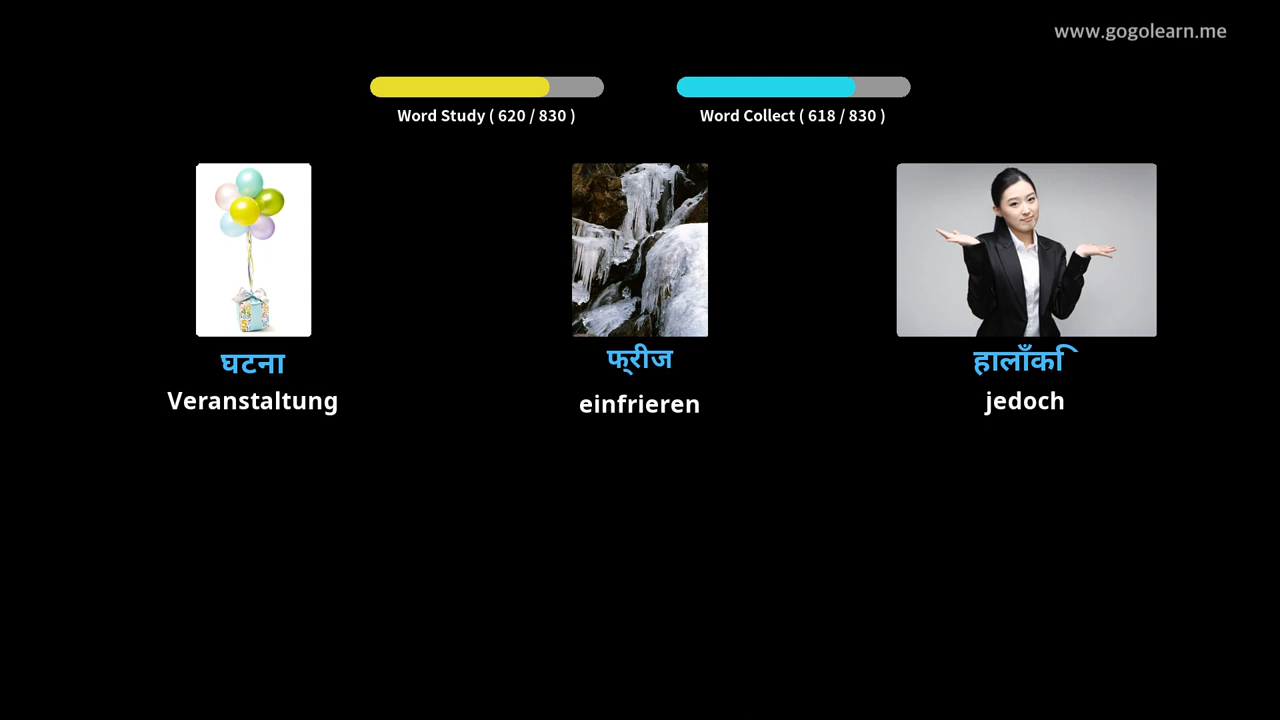 www.gogolearn.me
Word Study ( 620 / 830 )
Word Collect ( 618 / 830 )
घटना
फ्रीज
हालाँकि
Veranstaltung
einfrieren
jedoch